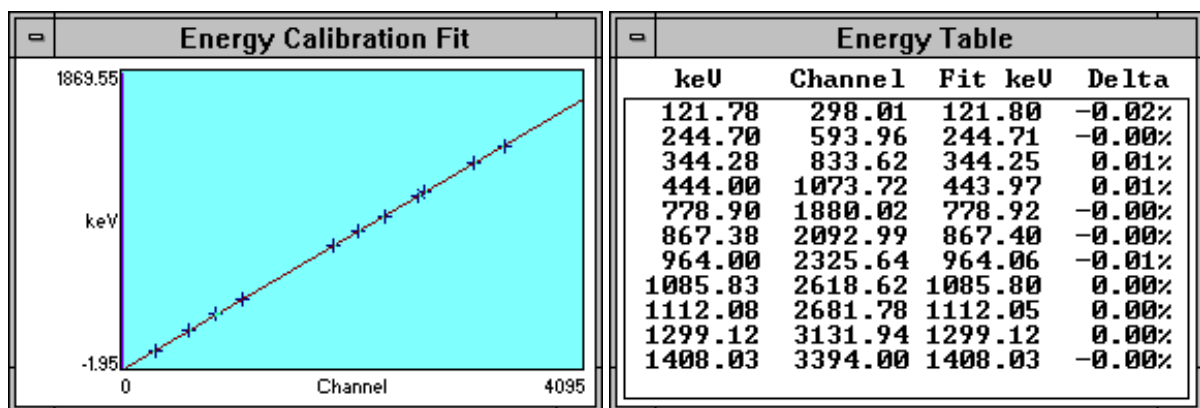 Energy Calibration Fit
1869.55
keV
-1.95
0 Channel 4095
Energy Table
keV Channel Fit keV Delta
121.78 298.01 121.80 -0.02%
244.70 593.96 244.71 -0.00%
344.28 833.62 344.25 0.01%
444.00 1073.72 443.97 0.01%
778.90 1880.02 778.92 -0.00%
867.38 2092.99 867.40 -0.00%
964.00 2325.64 964.06 -0.01%
1085.83 2618.62 1085.80 0.00%
1112.08 2681.78 1112.05 0.00%
1299.12 3131.94 1299.12 0.00%
1408.03 3394.00 1408.03 -0.00%